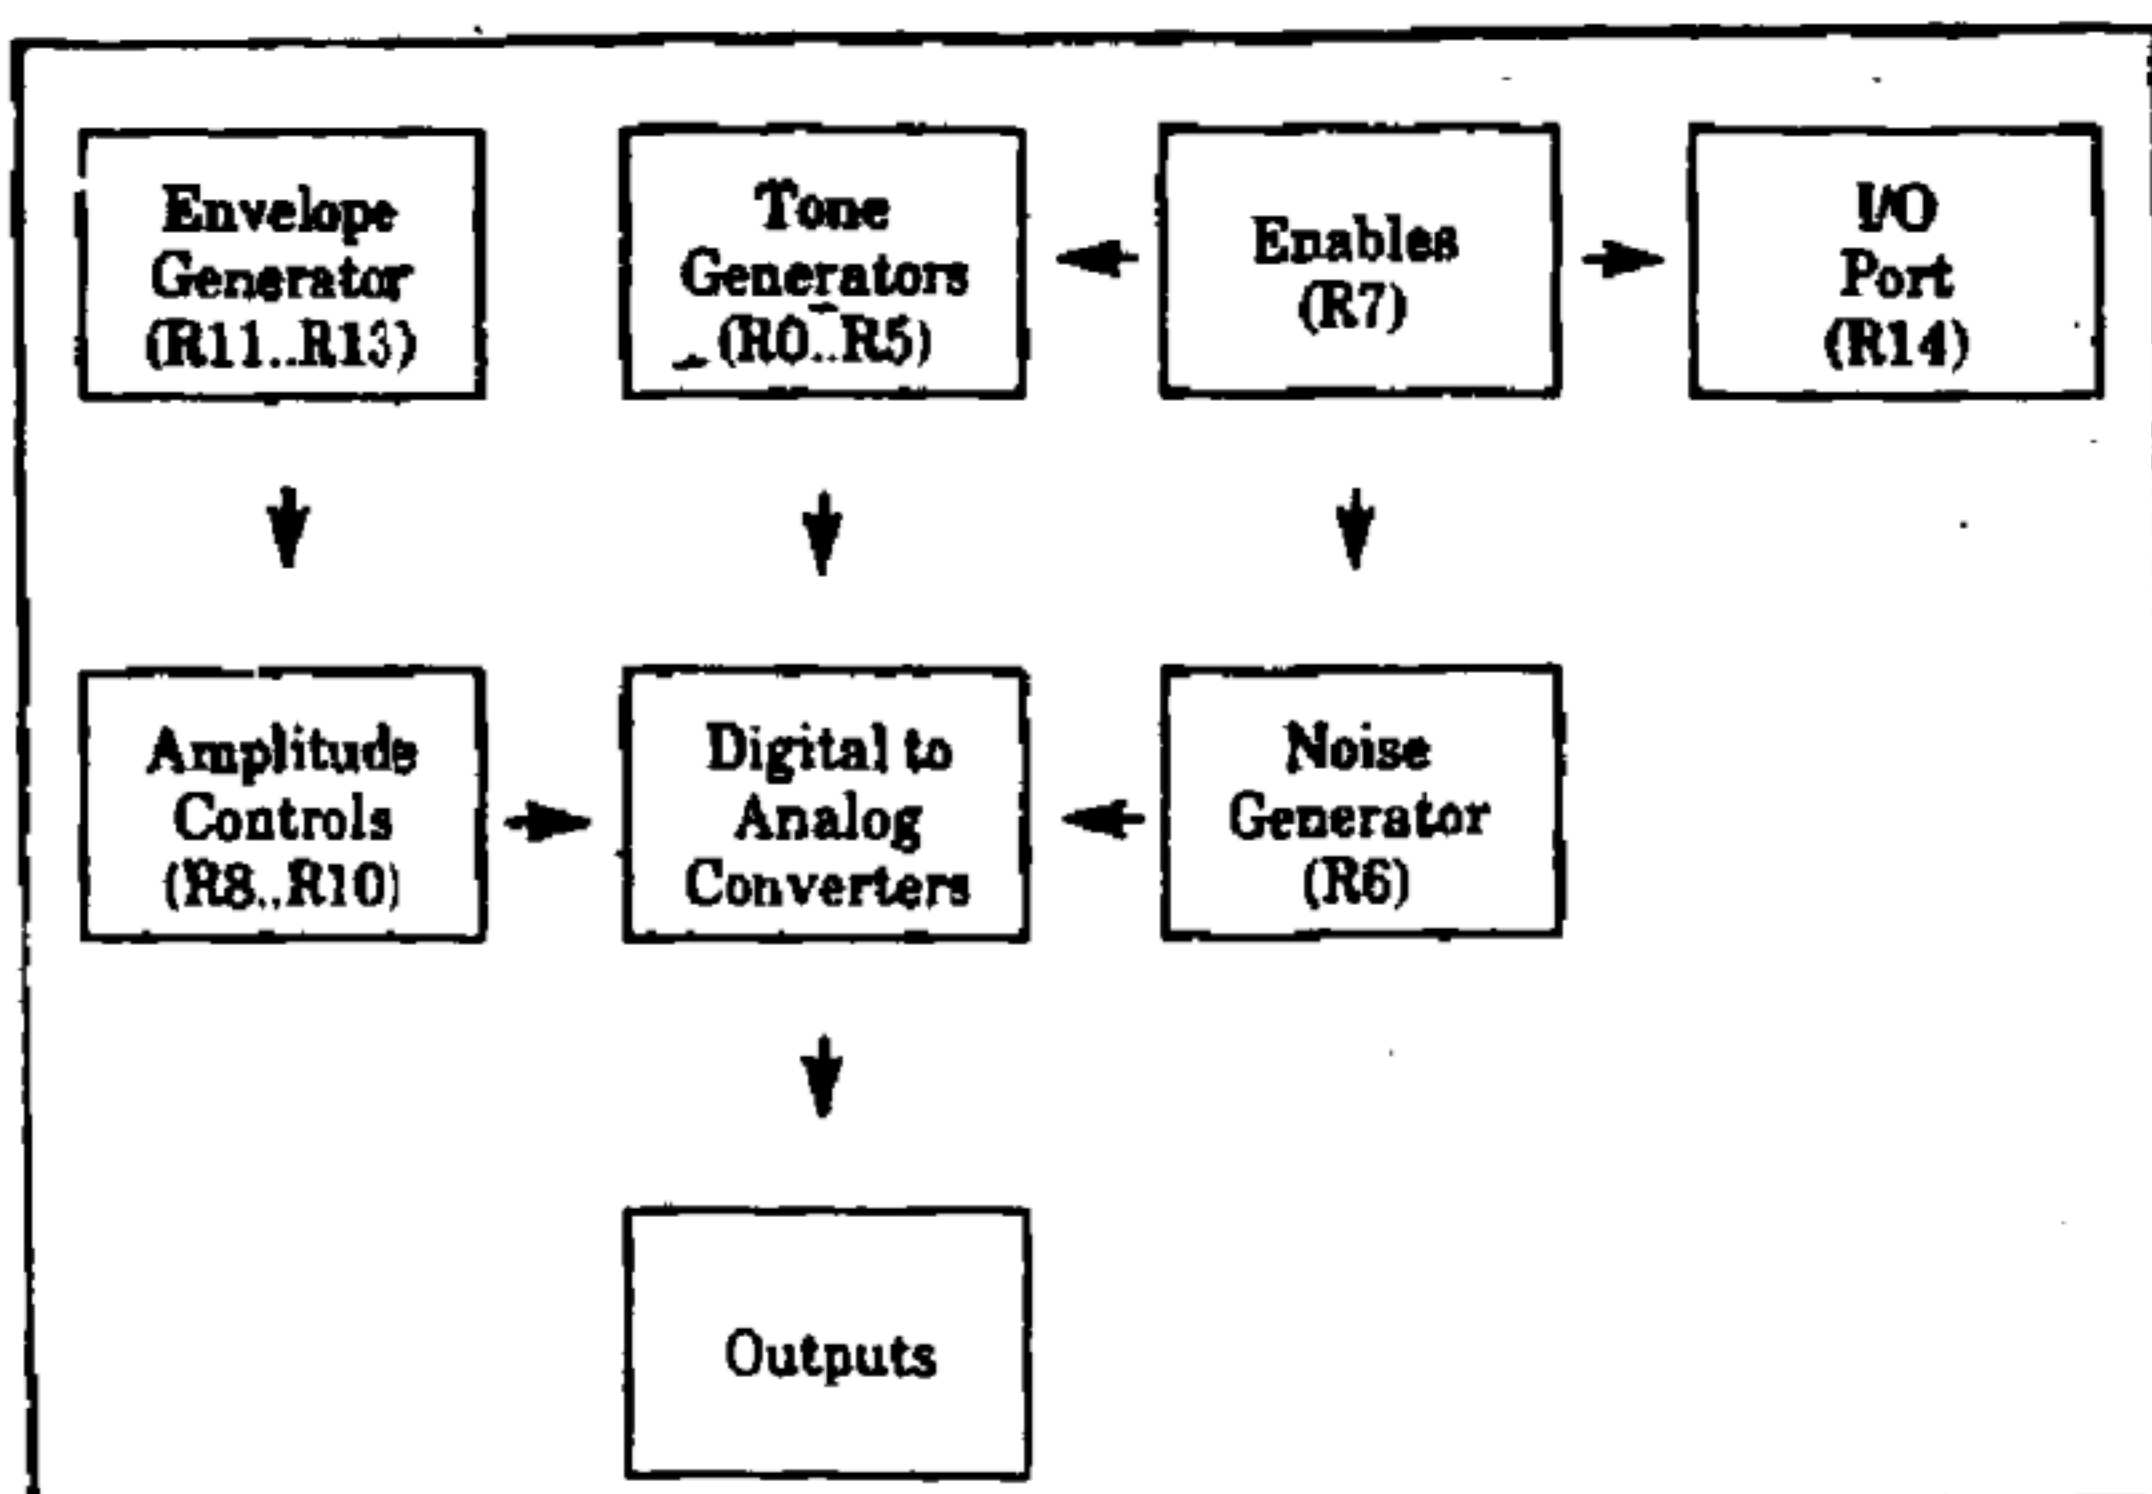 Envelope
Generator
(R11..R13)
Tone
Generators
(R0..R5)
Enables
(R7)
I/O
Port
(R14)
Amplitude
Controls
(R8..R10)
Digital to
Analog
Converters
Noise
Generator
(R6)
Outputs